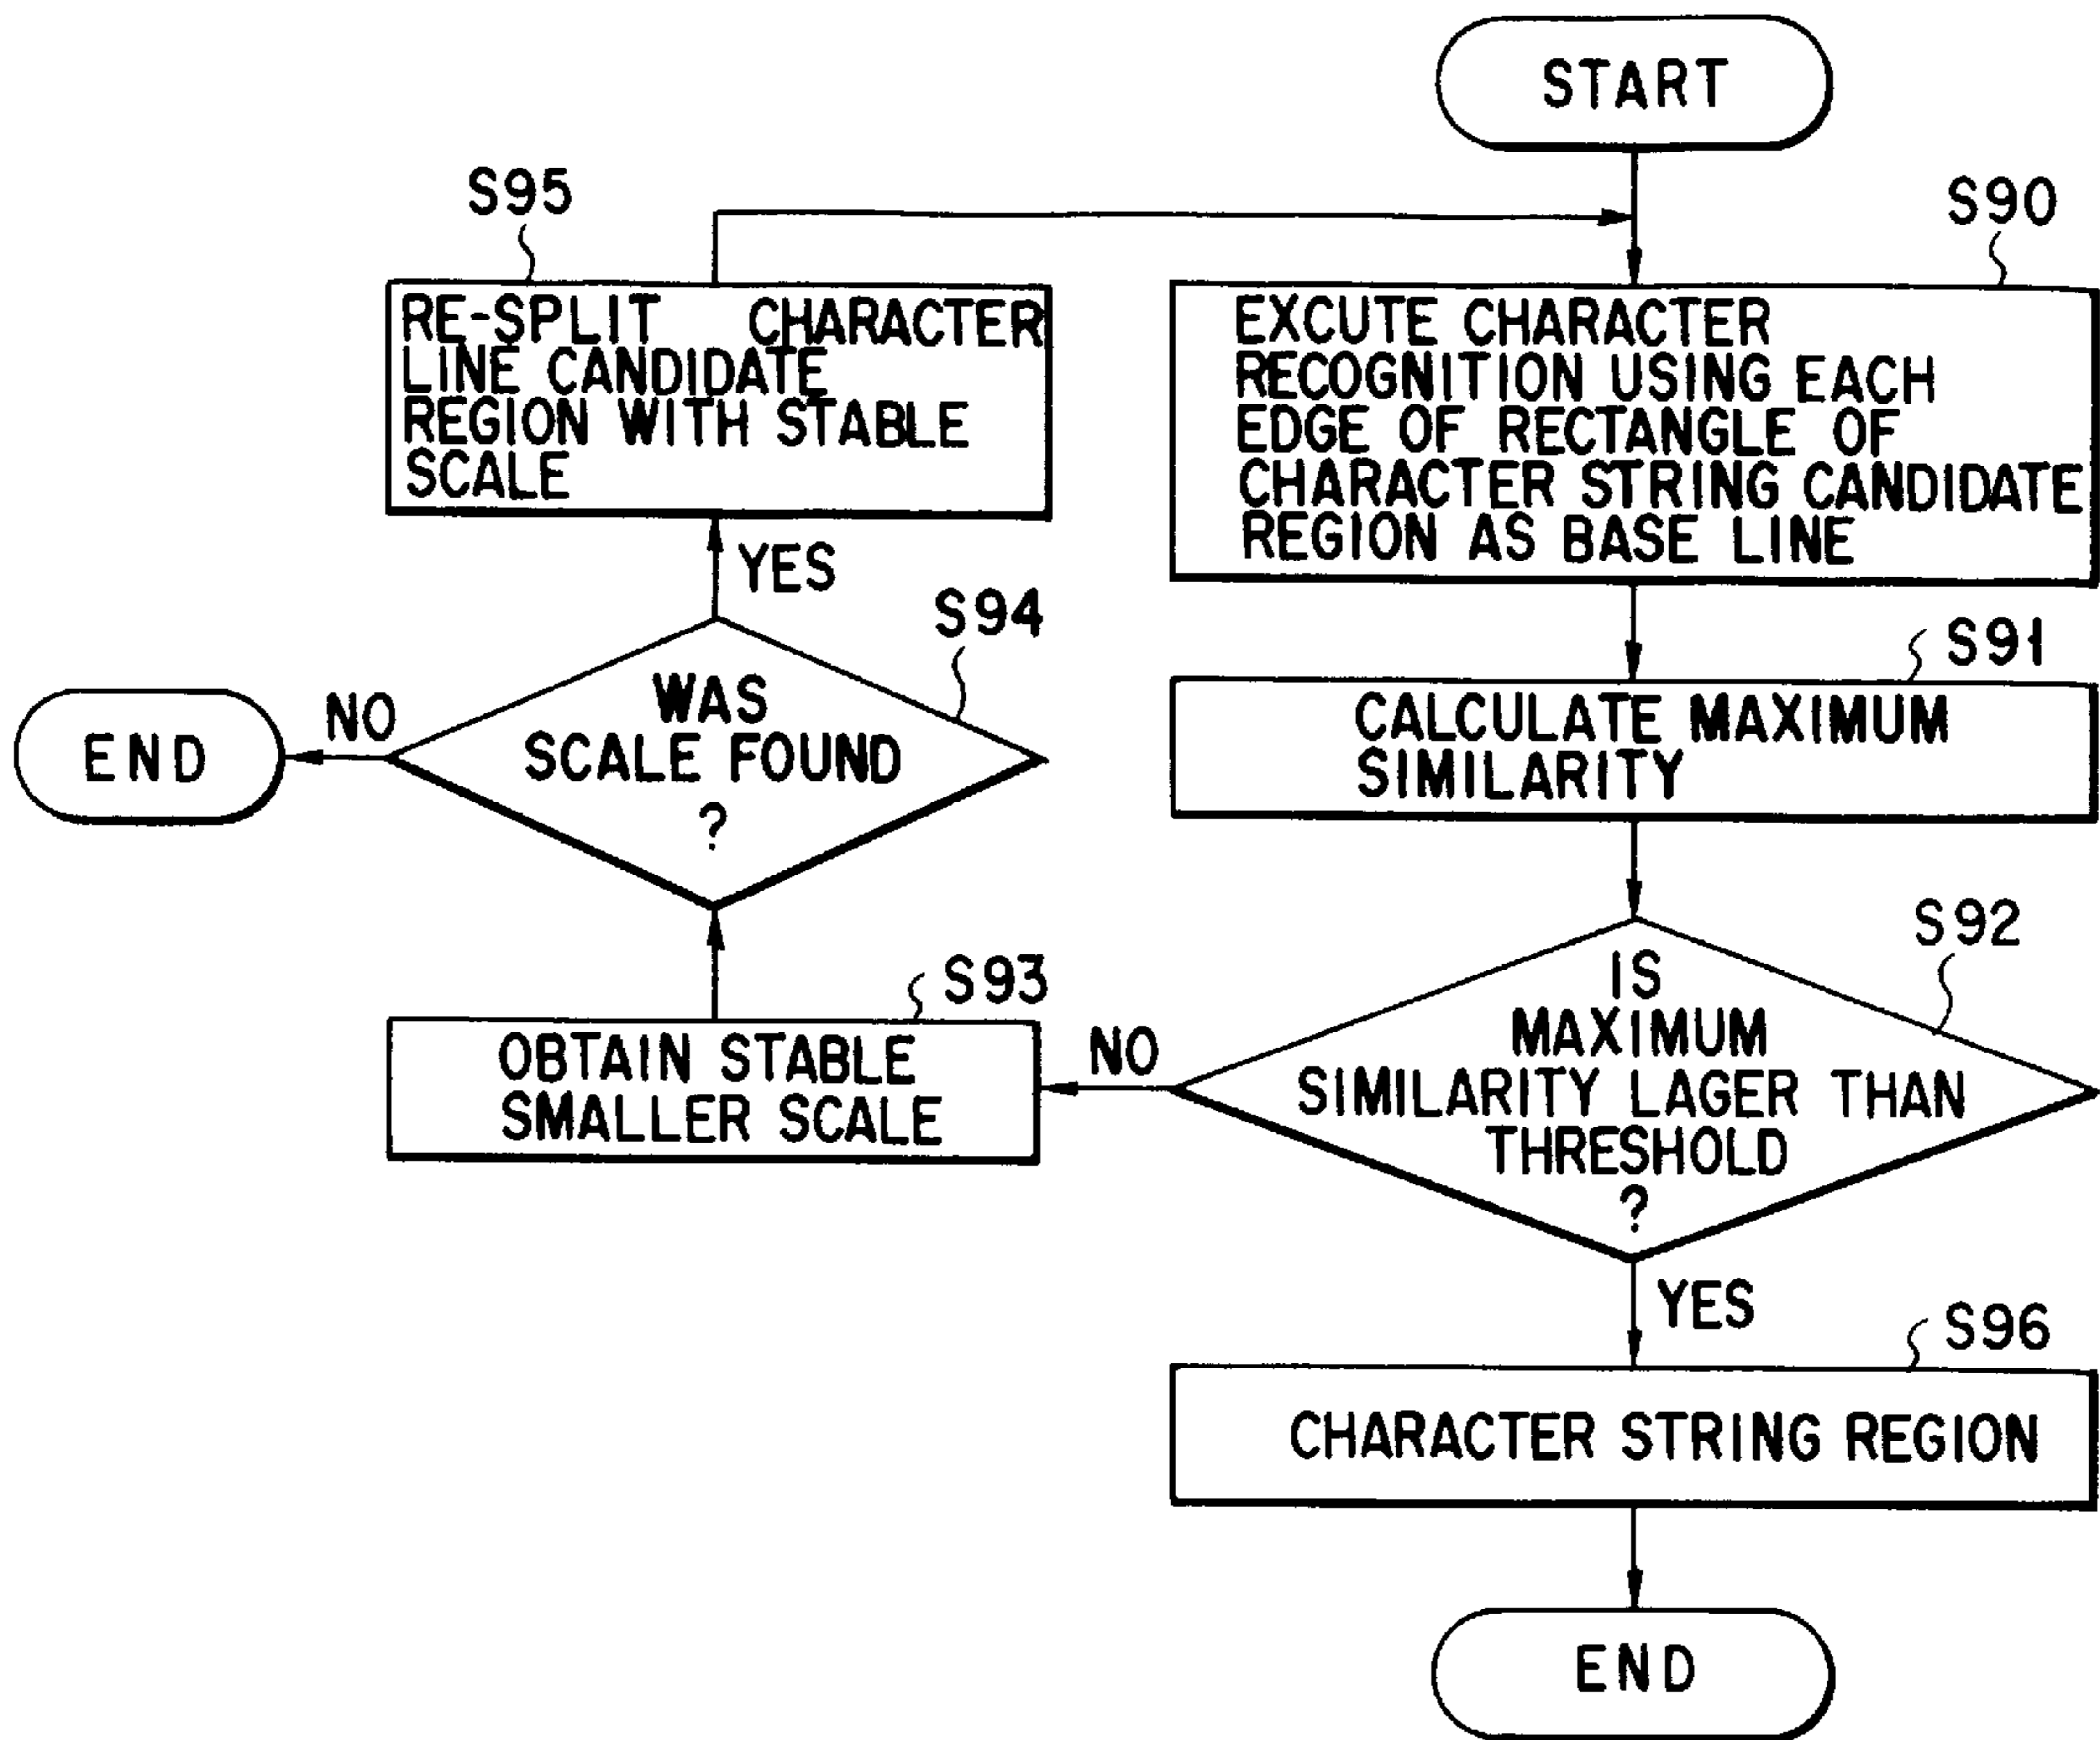 START
S90
EXCUTE CHARACTER
RECOGNITION USING EACH
EDGE OF RECTANGLE OF
CHARACTER STRING CANDIDATE
REGION AS BASE LINE
S91
CALCULATE MAXIMUM
SIMILARITY
S92
IS
MAXIMUM
SIMILARITY LAGER THAN
THRESHOLD
?
NO
YES
S93
OBTAIN STABLE
SMALLER SCALE
S94
WAS
SCALE FOUND
?
NO
END
YES
S95
RE-SPLIT CHARACTER
LINE CANDIDATE
REGION WITH STABLE
SCALE
S96
CHARACTER STRING REGION
END